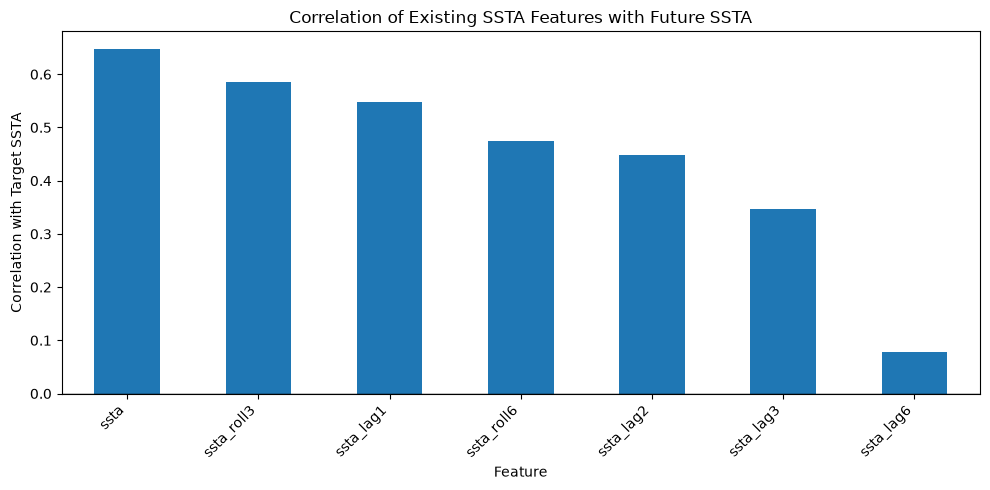 Correlation of Existing SSTA Features with Future SSTA
Correlation with Target SSTA
0.6
0.5
0.4
0.3
0.2
0.1
0.0
ssta
ssta_roll3
ssta_lag1
ssta_roll6
ssta_lag2
ssta_lag3
ssta_lag6
Feature